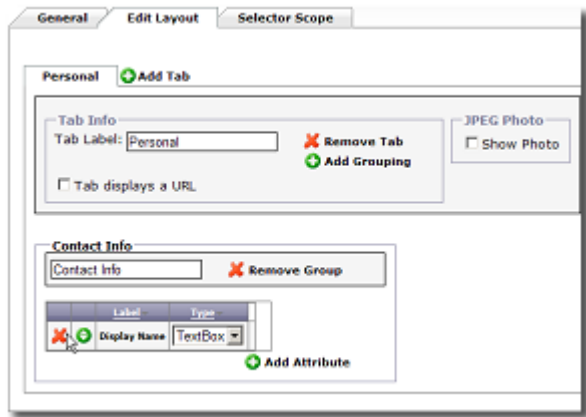 General Edit Layout Selector Scope
Personal Add Tab
Tab Info JPEG Photo
Tab Label: Personal Remove Tab Show Photo
Add Grouping
Tab displays a URL
Contact Info
Contact Info Remove Group
Label Type
Display Name TextBox
Add Attribute